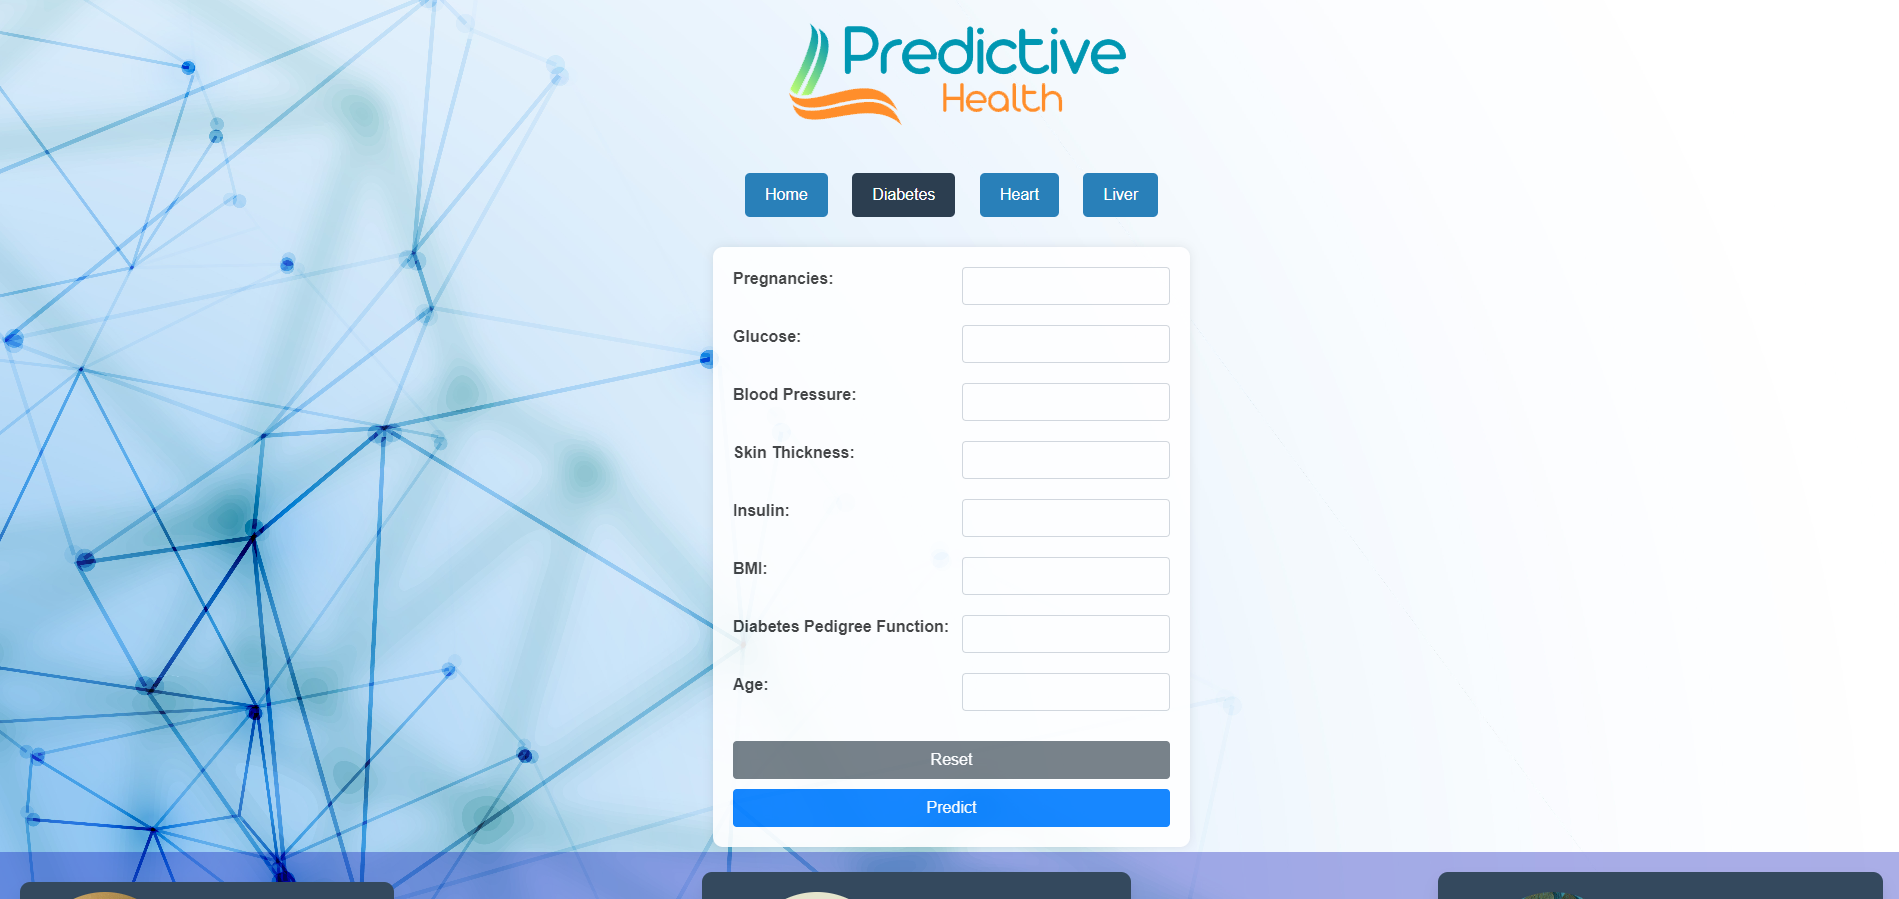 Predictive
Health
Home Diabetes Heart Liver
Pregnancies:
Glucose:
Blood Pressure:
Skin Thickness:
Insulin:
BMI:
Diabetes Pedigree Function:
Age:
Reset
Predict